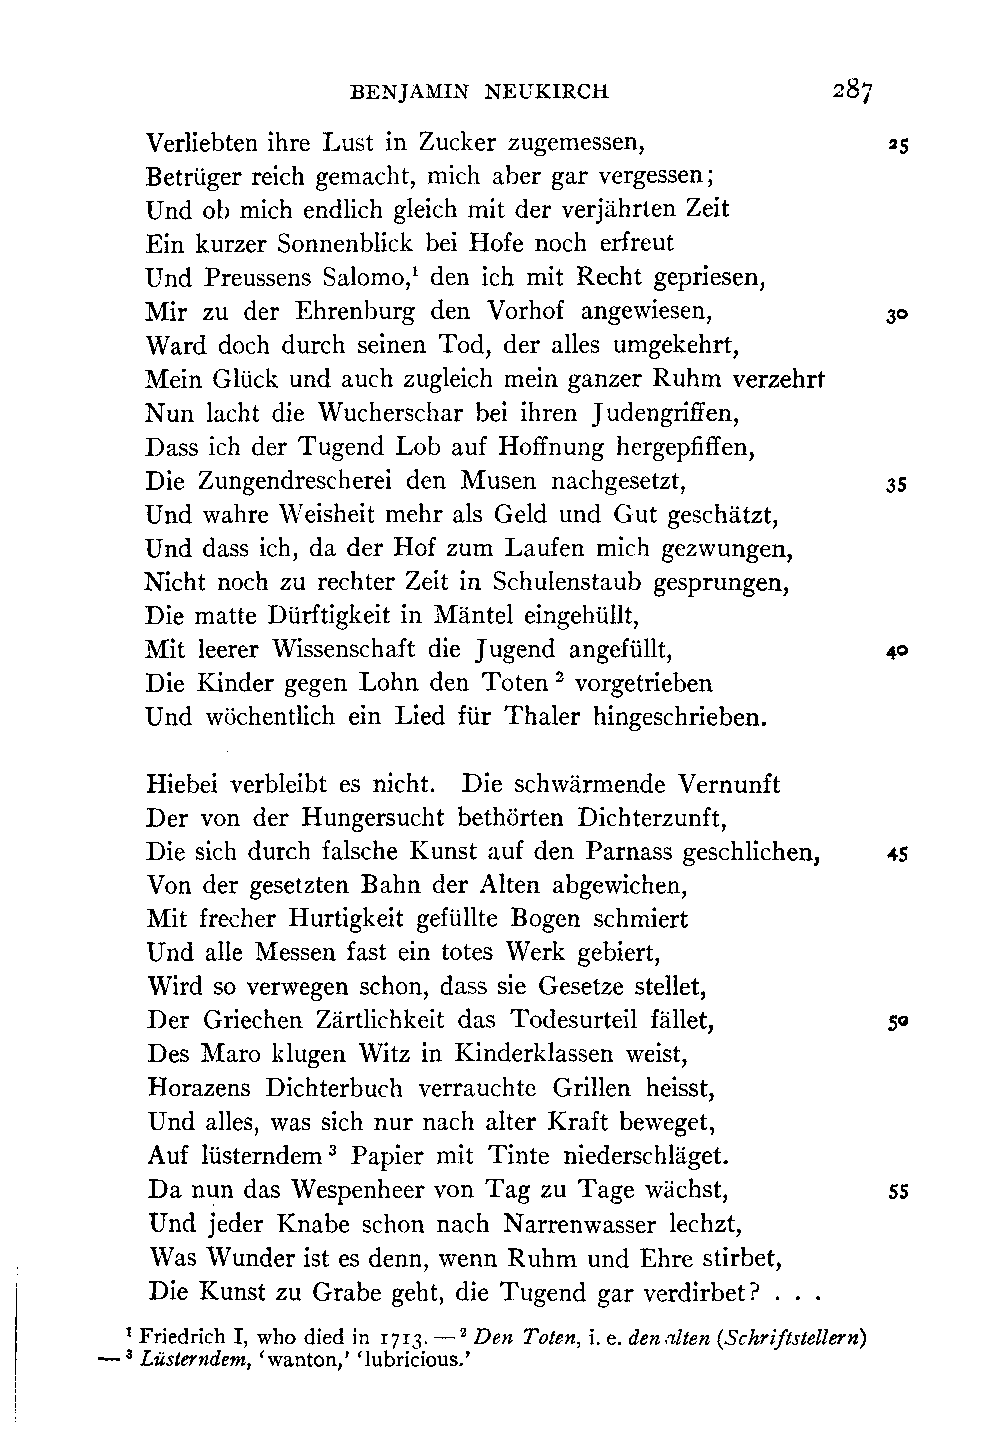 BENJAMIN NEUKIRCH 287
Verliebten ihre Lust in Zucker zugemessen, 25
Betrüger reich gemacht, mich aber gar vergessen;
Und ob mich endlich gleich mit der verjährten Zeit
Ein kurzer Sonnenblick bei Hofe noch erfreut
Und Preussens Salomo,¹ den ich mit Recht gepriesen,
Mir zu der Ehrenburg den Vorhof angewiesen, 30
Ward doch durch seinen Tod, der alles umgekehrt,
Mein Glück und auch zugleich mein ganzer Ruhm verzehrt
Nun lacht die Wucherschar bei ihren Judengriffen,
Dass ich der Tugend Lob auf Hoffnung hergepfiffen,
Die Zungendrescherei den Musen nachgesetzt, 35
Und wahre Weisheit mehr als Geld und Gut geschätzt,
Und dass ich, da der Hof zum Laufen mich gezwungen,
Nicht noch zu rechter Zeit in Schulenstaub gesprungen,
Die matte Dürftigkeit in Mäntel eingehüllt,
Mit leerer Wissenschaft die Jugend angefüllt, 40
Die Kinder gegen Lohn den Toten² vorgetrieben
Und wöchentlich ein Lied für Thaler hingeschrieben.
Hiebei verbleibt es nicht. Die schwärmende Vernunft
Der von der Hungersucht bethörten Dichterzunft,
Die sich durch falsche Kunst auf den Parnass geschlichen, 45
Von der gesetzten Bahn der Alten abgewichen,
Mit frecher Hurtigkeit gefüllte Bogen schmiert
Und alle Messen fast ein totes Werk gebiert,
Wird so verwegen schon, dass sie Gesetze stellet,
Der Griechen Zärtlichkeit das Todesurteil fället, 50
Des Maro klugen Witz in Kinderklassen weist,
Horazens Dichterbuch verrauchte Grillen heisst,
Und alles, was sich nur nach alter Kraft beweget,
Auf lüsterndem³ Papier mit Tinte niederschläget.
Da nun das Wespenheer von Tag zu Tage wächst, 55
Und jeder Knabe schon nach Narrenwasser lechzt,
Was Wunder ist es denn, wenn Ruhm und Ehre stirbet,
Die Kunst zu Grabe geht, die Tugend gar verdirbet? . . .
¹ Friedrich I, who died in 1713. — ² Den Toten, i. e. den alten (Schriftstellern)
— ³ Lüsterndem, ‘wanton,’ ‘lubricious.’